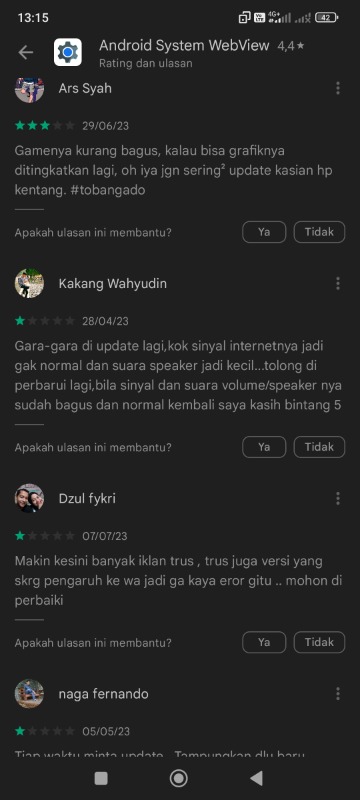 13:15
4G+
42
Android System WebView 4,4★
Rating dan ulasan
Ars Syah
29/06/23
Gamenya kurang bagus, kalau bisa grafiknya
ditingkatkan lagi, oh iya jgn sering² update kasian hp
kentang. #tobangado
Apakah ulasan ini membantu?
Ya
Tidak
Kakang Wahyudin
28/04/23
Gara-gara di update lagi,kok sinyal internetnya jadi
gak normal dan suara speaker jadi kecil...tolong di
perbarui lagi,bila sinyal dan suara volume/speaker nya
sudah bagus dan normal kembali saya kasih bintang 5
Apakah ulasan ini membantu?
Ya
Tidak
Dzul fykri
07/07/23
Makin kesini banyak iklan trus , trus juga versi yang
skrg pengaruh ke wa jadi ga kaya eror gitu .. mohon di
perbaiki
Apakah ulasan ini membantu?
Ya
Tidak
naga fernando
05/05/23
Tiap waktu minta update.. Tampungkan dlu baru